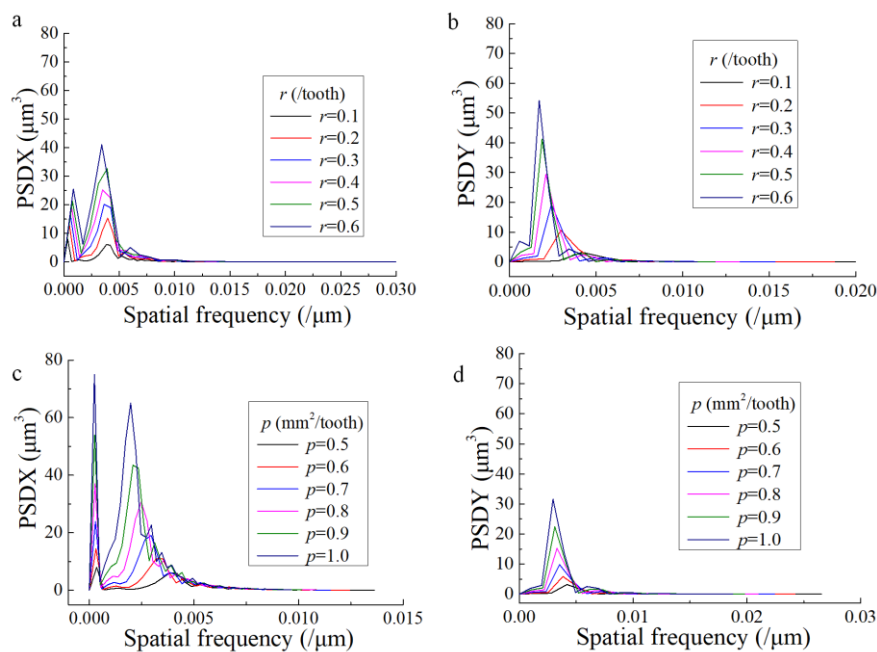 a
80
70
60
50
40
30
20
10
0
PSDX (μm³)
r (/tooth)
r=0.1
r=0.2
r=0.3
r=0.4
r=0.5
r=0.6
0.000 0.005 0.010 0.015 0.020 0.025 0.030
Spatial frequency (/μm)
b
80
70
60
50
40
30
20
10
0
PSDY (μm³)
r (/tooth)
r=0.1
r=0.2
r=0.3
r=0.4
r=0.5
r=0.6
0.000 0.005 0.010 0.015 0.020
Spatial frequency (/μm)
c
80
60
40
20
0
PSDX (μm³)
p (mm²/tooth)
p=0.5
p=0.6
p=0.7
p=0.8
p=0.9
p=1.0
0.000 0.005 0.010 0.015
Spatial frequency (/μm)
d
80
70
60
50
40
30
20
10
0
PSDY (μm³)
p (mm²/tooth)
p=0.5
p=0.6
p=0.7
p=0.8
p=0.9
p=1.0
0.00 0.01 0.02 0.03
Spatial frequency (/μm)